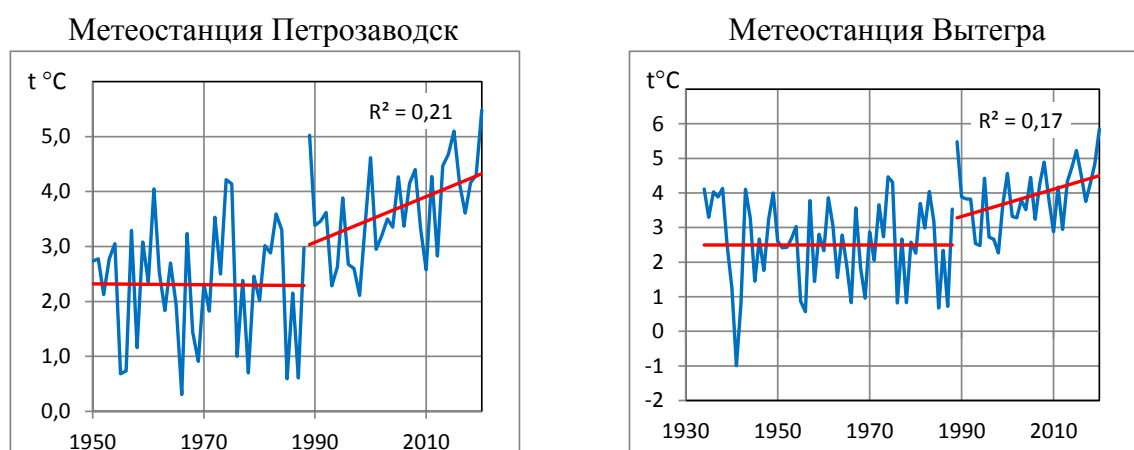 Метеостанция Петрозаводск
t °C
R² = 0,21
5,0
4,0
3,0
2,0
1,0
0,0
1950 1970 1990 2010
Метеостанция Вытегра
t°C
R² = 0,17
6
5
4
3
2
1
0
-1
-2
1930 1950 1970 1990 2010